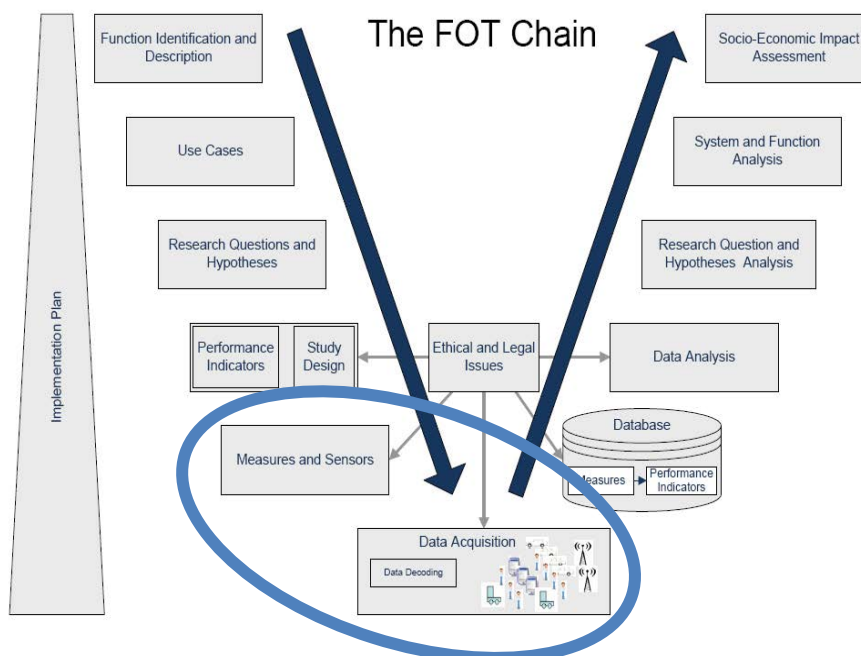 The FOT Chain
Function Identification and
Description
Socio-Economic Impact
Assessment
Use Cases
System and Function
Analysis
Research Questions and
Hypotheses
Research Question and
Hypotheses Analysis
Implementation Plan
Performance
Indicators
Study
Design
Ethical and Legal
Issues
Data Analysis
Measures and Sensors
Database
Measures
Performance
Indicators
Data Acquisition
Data Decoding